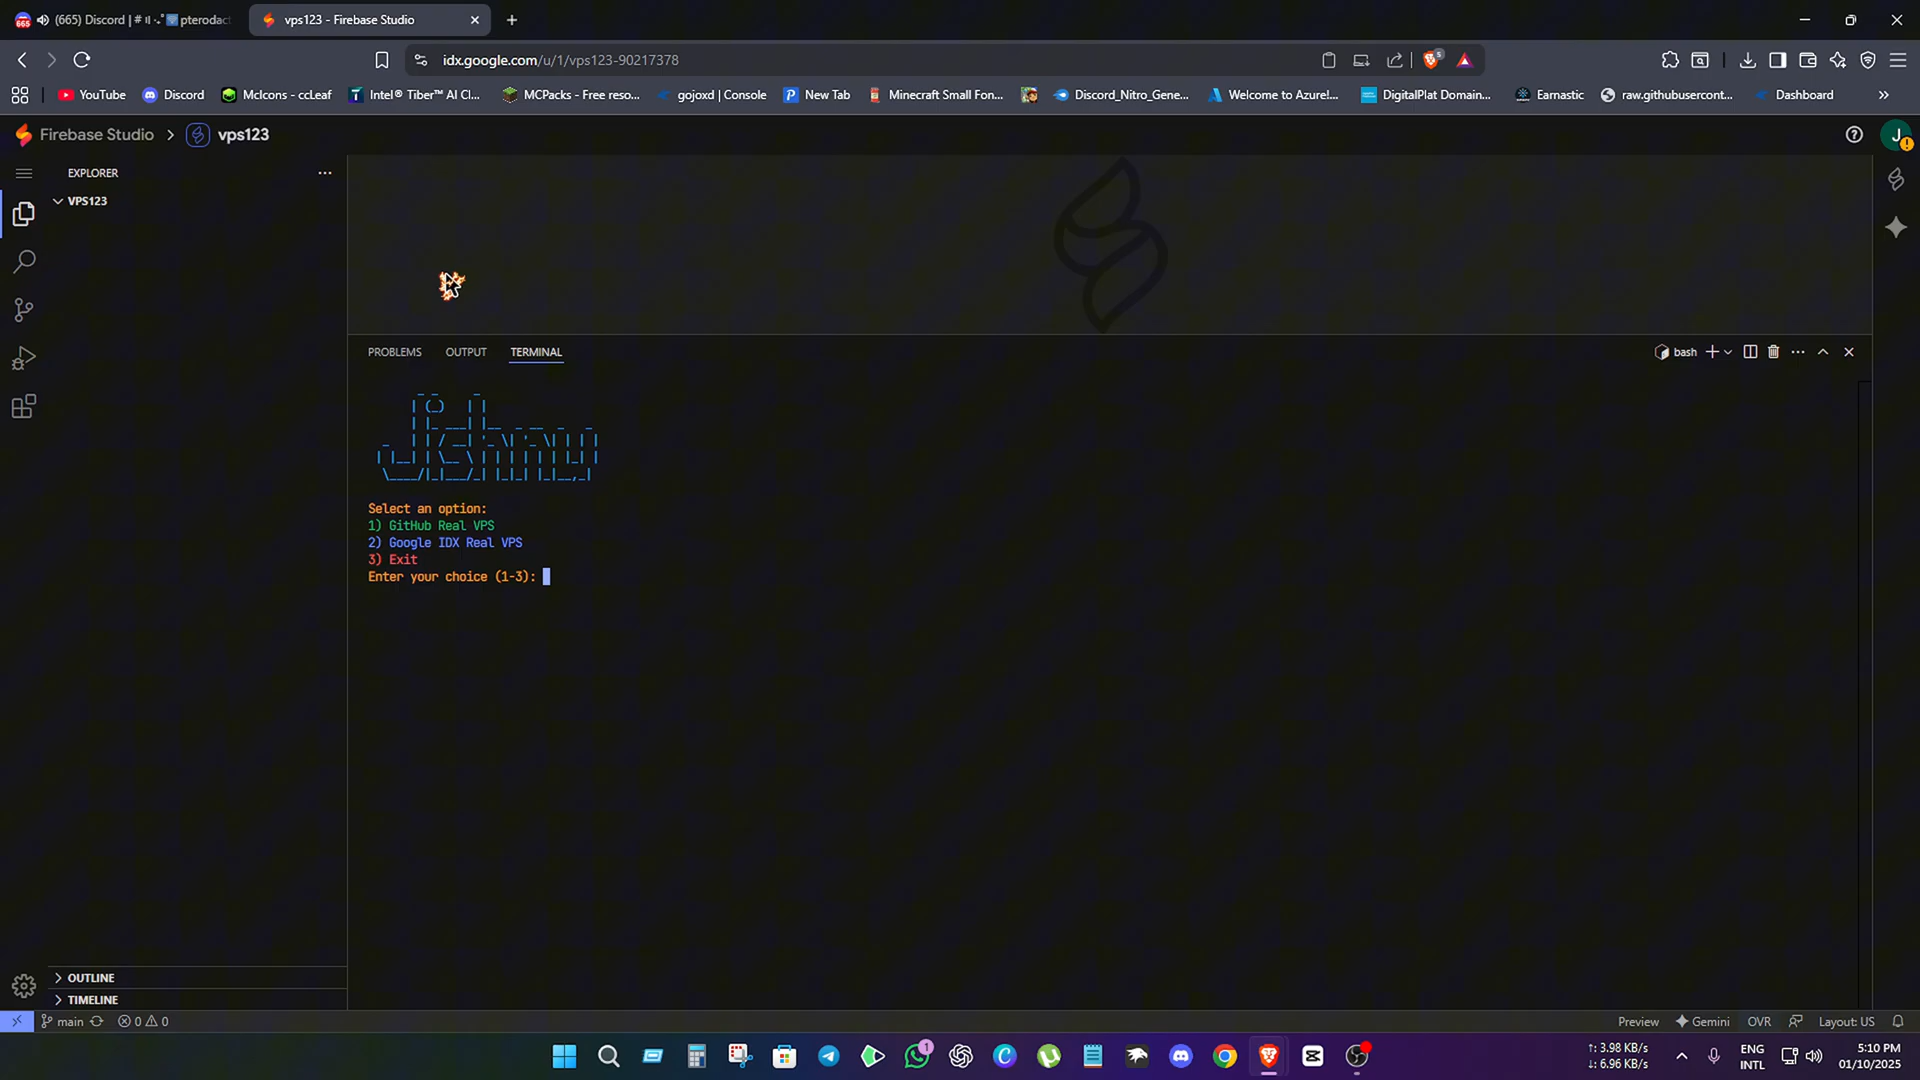 (665) Discord | # pterodact
vps123 - Firebase Studio
idx.google.com/u/1/vps123-90217378
5
YouTube
Discord
McIcons - ccLeaf
Intel® Tiber™ AI Cl...
MCPacks - Free reso...
gojoxd | Console
New Tab
Minecraft Small Fon...
Discord_Nitro_Gene...
Welcome to Azure!...
DigitalPlat Domain...
Earnastic
raw.githubusercont...
Dashboard
Firebase Studio > vps123
J
EXPLORER
VPS123
PROBLEMS OUTPUT TERMINAL
bash
Jishnu
Select an option:
1) GitHub Real VPS
2) Google IDX Real VPS
3) Exit
Enter your choice (1-3):
OUTLINE
TIMELINE
main 0 0
Preview Gemini OVR Layout: US
1
↑: 3.98 KB/s
↓: 6.96 KB/s
ENG
INTL
5:10 PM
01/10/2025